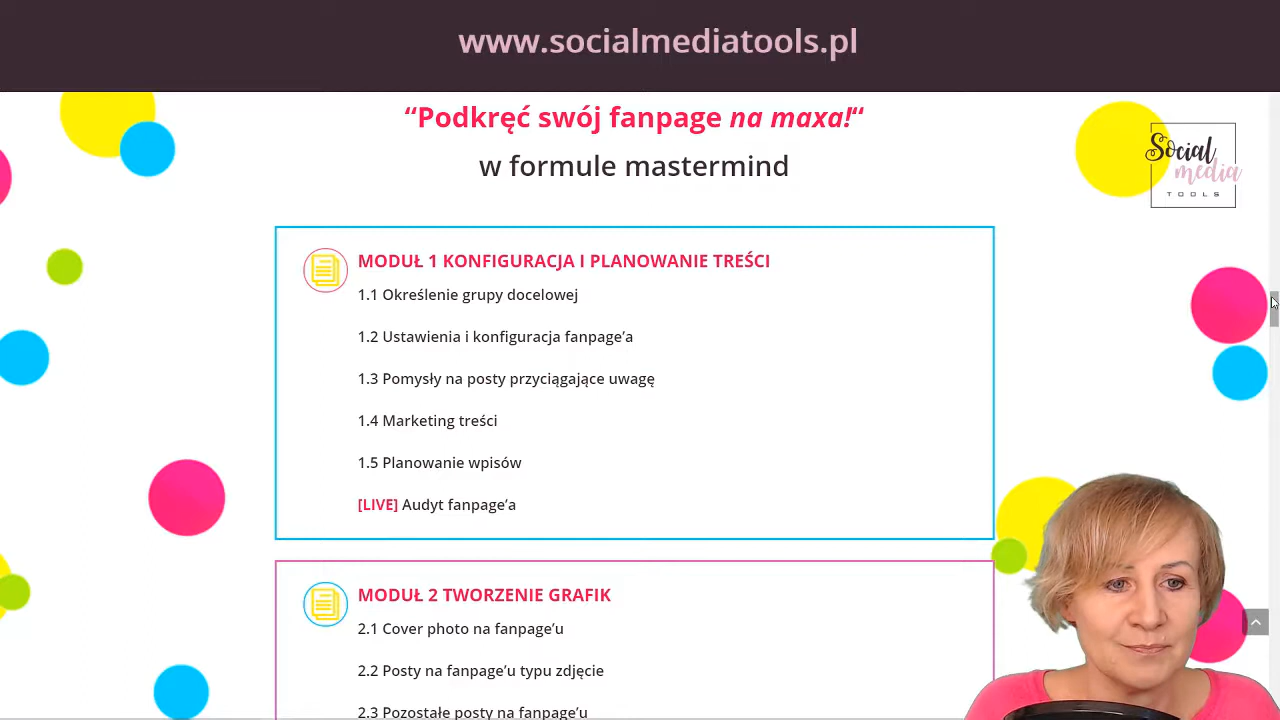 www.socialmediatools.pl
“Podkręć swój fanpage na maxa!“
w formule mastermind
Social
media
TOOLS
MODUŁ 1 KONFIGURACJA I PLANOWANIE TREŚCI
1.1 Określenie grupy docelowej
1.2 Ustawienia i konfiguracja fanpage’a
1.3 Pomysły na posty przyciągające uwagę
1.4 Marketing treści
1.5 Planowanie wpisów
[LIVE] Audyt fanpage’a
MODUŁ 2 TWORZENIE GRAFIK
2.1 Cover photo na fanpage’u
2.2 Posty na fanpage’u typu zdjęcie
2.3 Pozostałe posty na fanpage’u